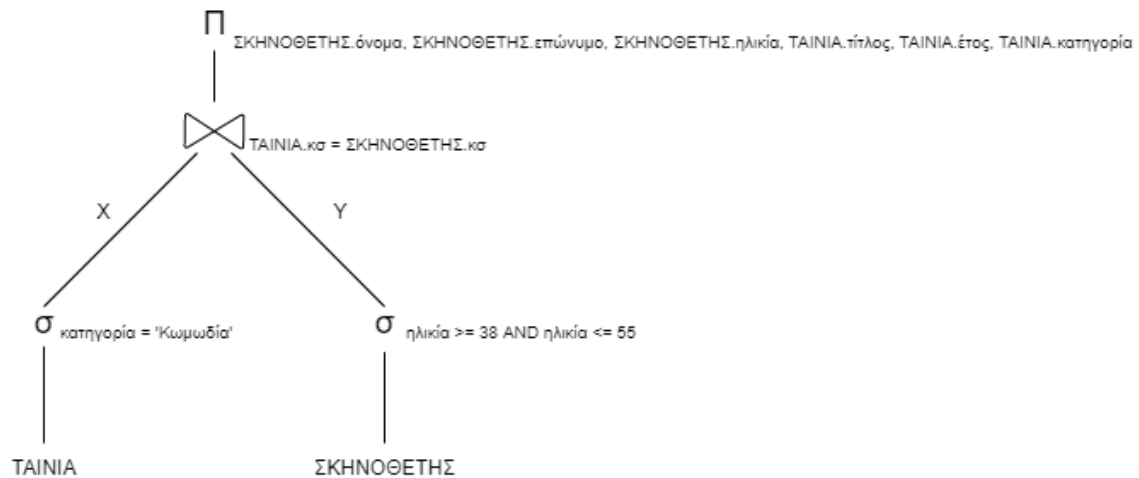 Π ΣΚΗΝΟΘΕΤΗΣ.όνομα, ΣΚΗΝΟΘΕΤΗΣ.επώνυμο, ΣΚΗΝΟΘΕΤΗΣ.ηλικία, ΤΑΙΝΙΑ.τίτλος, ΤΑΙΝΙΑ.έτος, ΤΑΙΝΙΑ.κατηγορία
ΤΑΙΝΙΑ.κσ = ΣΚΗΝΟΘΕΤΗΣ.κσ
X
Y
σ κατηγορία = 'Κωμωδία'
σ ηλικία >= 38 AND ηλικία <= 55
ΤΑΙΝΙΑ
ΣΚΗΝΟΘΕΤΗΣ